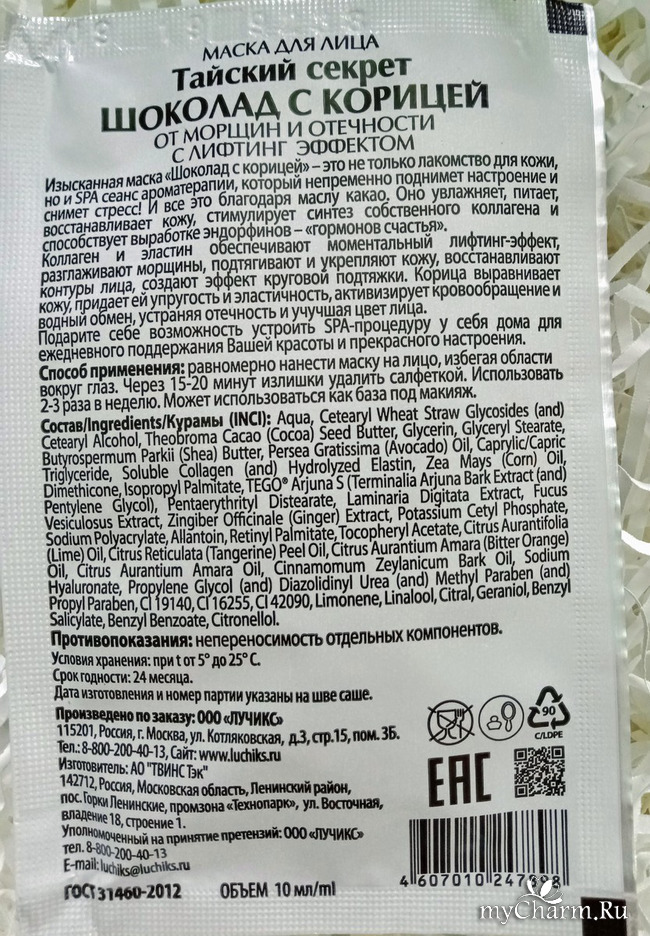 МАСКА ДЛЯ ЛИЦА
Тайский секрет
ШОКОЛАД С КОРИЦЕЙ
ОТ МОРЩИН И ОТЕЧНОСТИ
С ЛИФТИНГ ЭФФЕКТОМ
Изысканная маска «Шоколад с корицей» – это не только лакомство для кожи,
но и SPA сеанс ароматерапии, который непременно поднимет настроение и
снимет стресс! И все это благодаря маслу какао. Оно увлажняет, питает,
восстанавливает кожу, стимулирует синтез собственного коллагена и
способствует выработке эндорфинов – «гормонов счастья».
Коллаген и эластин обеспечивают моментальный лифтинг-эффект,
разглаживают морщины, подтягивают и укрепляют кожу, восстанавливают
контуры лица, создают эффект круговой подтяжки. Корица выравнивает
кожу, придает ей упругость и эластичность, активизирует кровообращение и
водный обмен, устраняя отечность и улучшая цвет лица.
Подарите себе возможность устроить SPA-процедуру у себя дома для
ежедневного поддержания Вашей красоты и прекрасного настроения.
Способ применения: равномерно нанести маску на лицо, избегая области
вокруг глаз. Через 15-20 минут излишки удалить салфеткой. Использовать
2-3 раза в неделю. Может использоваться как база под макияж.
Состав/Ingredients/Курамы (INCI): Aqua, Cetearyl Wheat Straw Glycosides (and)
Cetearyl Alcohol, Theobroma Cacao (Cocoa) Seed Butter, Glycerin, Glyceryl Stearate,
Butyrospermum Parkii (Shea) Butter, Persea Gratissima (Avocado) Oil, Caprylic/Capric
Triglyceride, Soluble Collagen (and) Hydrolyzed Elastin, Zea Mays (Corn) Oil,
Dimethicone, Isopropyl Palmitate, TEGO® Arjuna S (Terminalia Arjuna Bark Extract (and)
Pentylene Glycol), Pentaerythrityl Distearate, Laminaria Digitata Extract, Fucus
Vesiculosus Extract, Zingiber Officinale (Ginger) Extract, Potassium Cetyl Phosphate,
Sodium Polyacrylate, Allantoin, Retinyl Palmitate, Tocopheryl Acetate, Citrus Aurantifolia
(Lime) Oil, Citrus Reticulata (Tangerine) Peel Oil, Citrus Aurantium Amara (Bitter Orange)
Oil, Citrus Aurantium Amara Oil, Cinnamomum Zeylanicum Bark Oil, Sodium
Hyaluronate, Propylene Glycol (and) Diazolidinyl Urea (and) Methyl Paraben (and)
Propyl Paraben, CI 19140, CI 16255, CI 42090, Limonene, Linalool, Citral, Geraniol, Benzyl
Salicylate, Benzyl Benzoate, Citronellol.
Противопоказания: непереносимость отдельных компонентов.
Условия хранения: при t от 5° до 25° С.
Срок годности: 24 месяца.
Дата изготовления и номер партии указаны на шве саше.
Произведено по заказу: ООО «ЛУЧИКС»
115201, Россия, г. Москва, ул. Котляковская, д.3, стр.15, пом. 3Б.
Тел.: 8-800-200-40-13, Сайт: www.luchiks.ru
Изготовитель: АО "ТВИНС Тэк"
142712, Россия, Московская область, Ленинский район,
пос. Горки Ленинские, промзона «Технопарк», ул. Восточная,
владение 18, строение 1.
Уполномоченный на принятие претензий: ООО «ЛУЧИКС»
тел. 8-800-200-40-13
E-mail: luchiks@luchiks.ru
ГОСТ 31460-2012 ОБЪЕМ 10 мл/ml
90
C/LDPE
EAC
4 607010 247898
myCharm.Ru